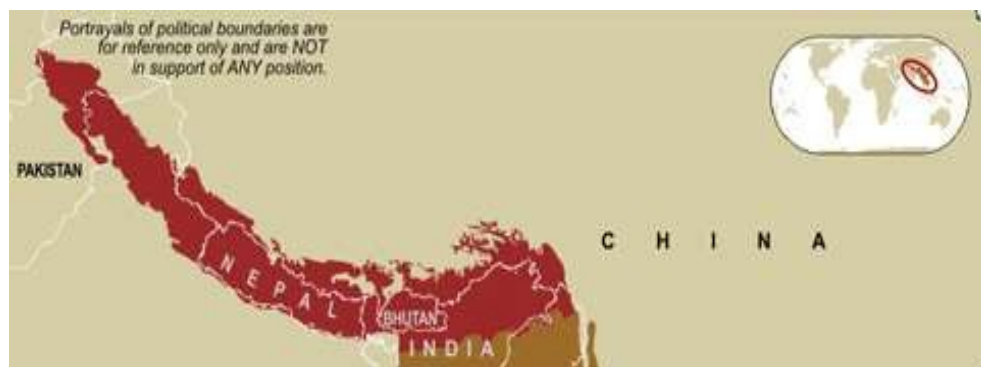 Portrayals of political boundaries are
for reference only and are NOT
in support of ANY position.
PAKISTAN
CHINA
NEPAL
BHUTAN
INDIA